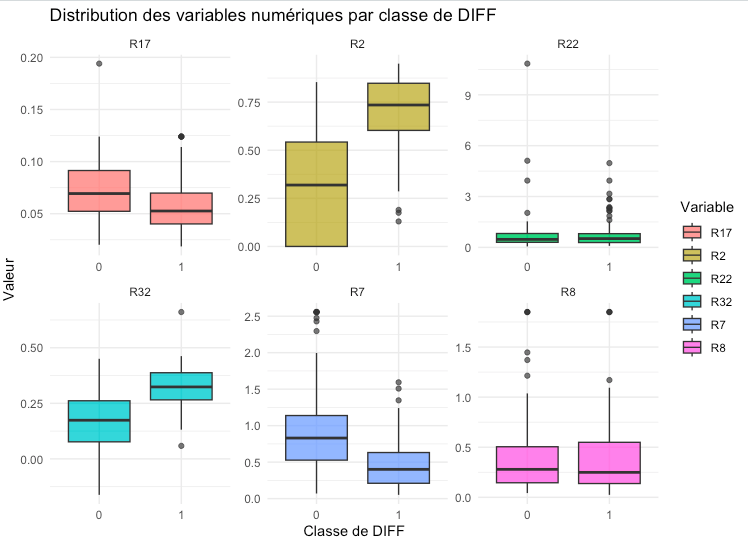 Distribution des variables numériques par classe de DIFF
R17
R2
R22
0.20
0.15
0.10
0.05
0.75
0.50
0.25
0.00
9
6
3
0
0
1
0
1
0
1
Valeur
R32
R7
R8
0.50
0.25
0.00
2.5
2.0
1.5
1.0
0.5
0.0
1.5
1.0
0.5
0.0
0
1
0
1
0
1
Classe de DIFF
Variable
R17
R2
R22
R32
R7
R8